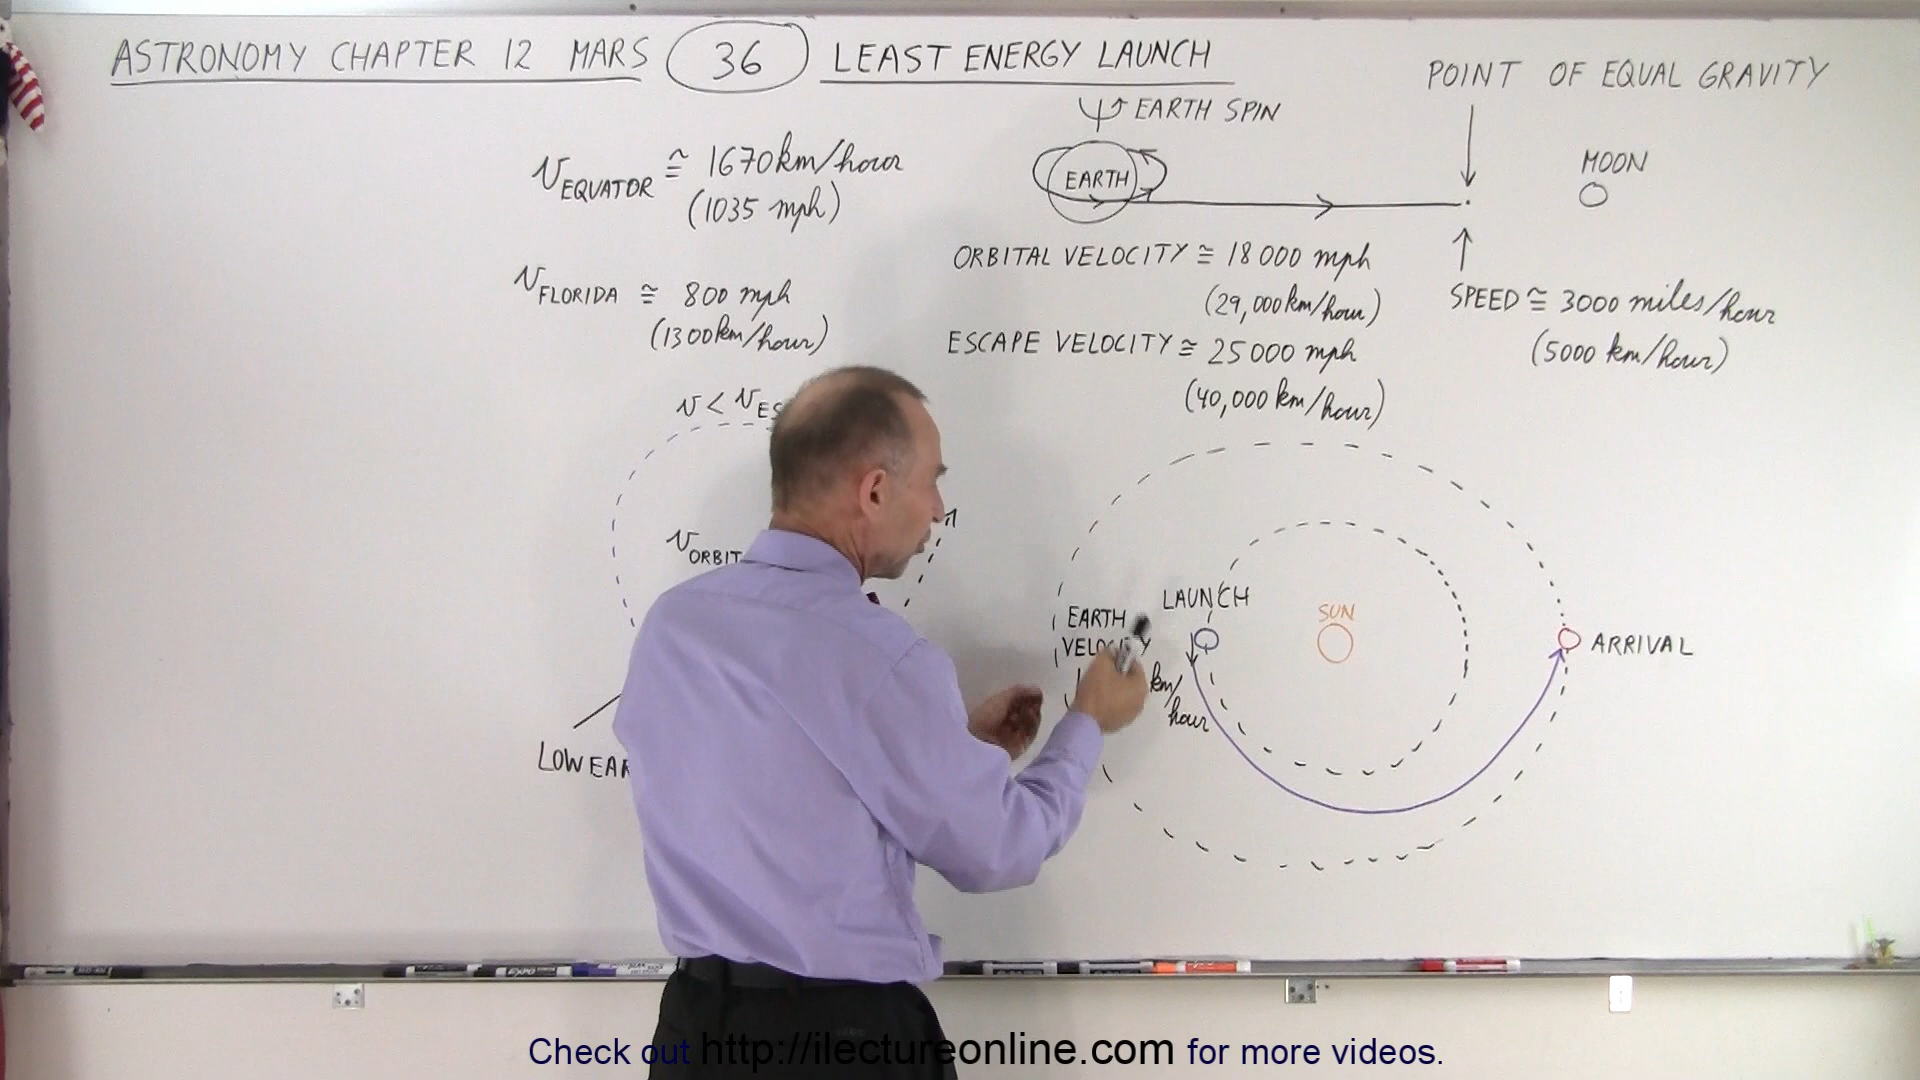 ASTRONOMY CHAPTER 12 MARS 36 LEAST ENERGY LAUNCH
POINT OF EQUAL GRAVITY
EARTH SPIN
EARTH
MOON
V EQUATOR ≅ 1670 km/hour
(1035 mph)
V FLORIDA ≅ 800 mph
(1300 km/hour)
ORBITAL VELOCITY ≅ 18 000 mph
(29,000 km/hour)
ESCAPE VELOCITY ≅ 25 000 mph
(40,000 km/hour)
SPEED ≅ 3000 miles/hour
(5000 km/hour)
V < V
V ORBIT
LOW
LAUNCH
EARTH
VELOCITY
km/
hour
SUN
ARRIVAL
EXPO
Check out http://ilectureonline.com for more videos.